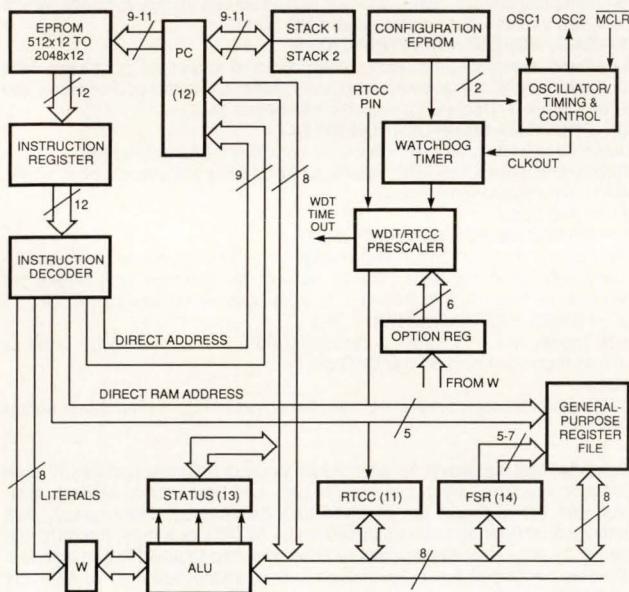 EPROM
512x12 TO
2048x12
9-11
PC
(12)
9-11
STACK 1
STACK 2
CONFIGURATION
EPROM
OSC1
OSC2
MCLR
2
OSCILLATOR/
TIMING &
CONTROL
RTCC
PIN
12
INSTRUCTION
REGISTER
WATCHDOG
TIMER
CLKOUT
9
8
12
WDT
TIME
OUT
WDT/RTCC
PRESCALER
INSTRUCTION
DECODER
6
OPTION REG
DIRECT ADDRESS
FROM W
DIRECT RAM ADDRESS
5
GENERAL-
PURPOSE
REGISTER
FILE
5-7
8
LITERALS
STATUS (13)
RTCC (11)
FSR (14)
8
W
ALU
8